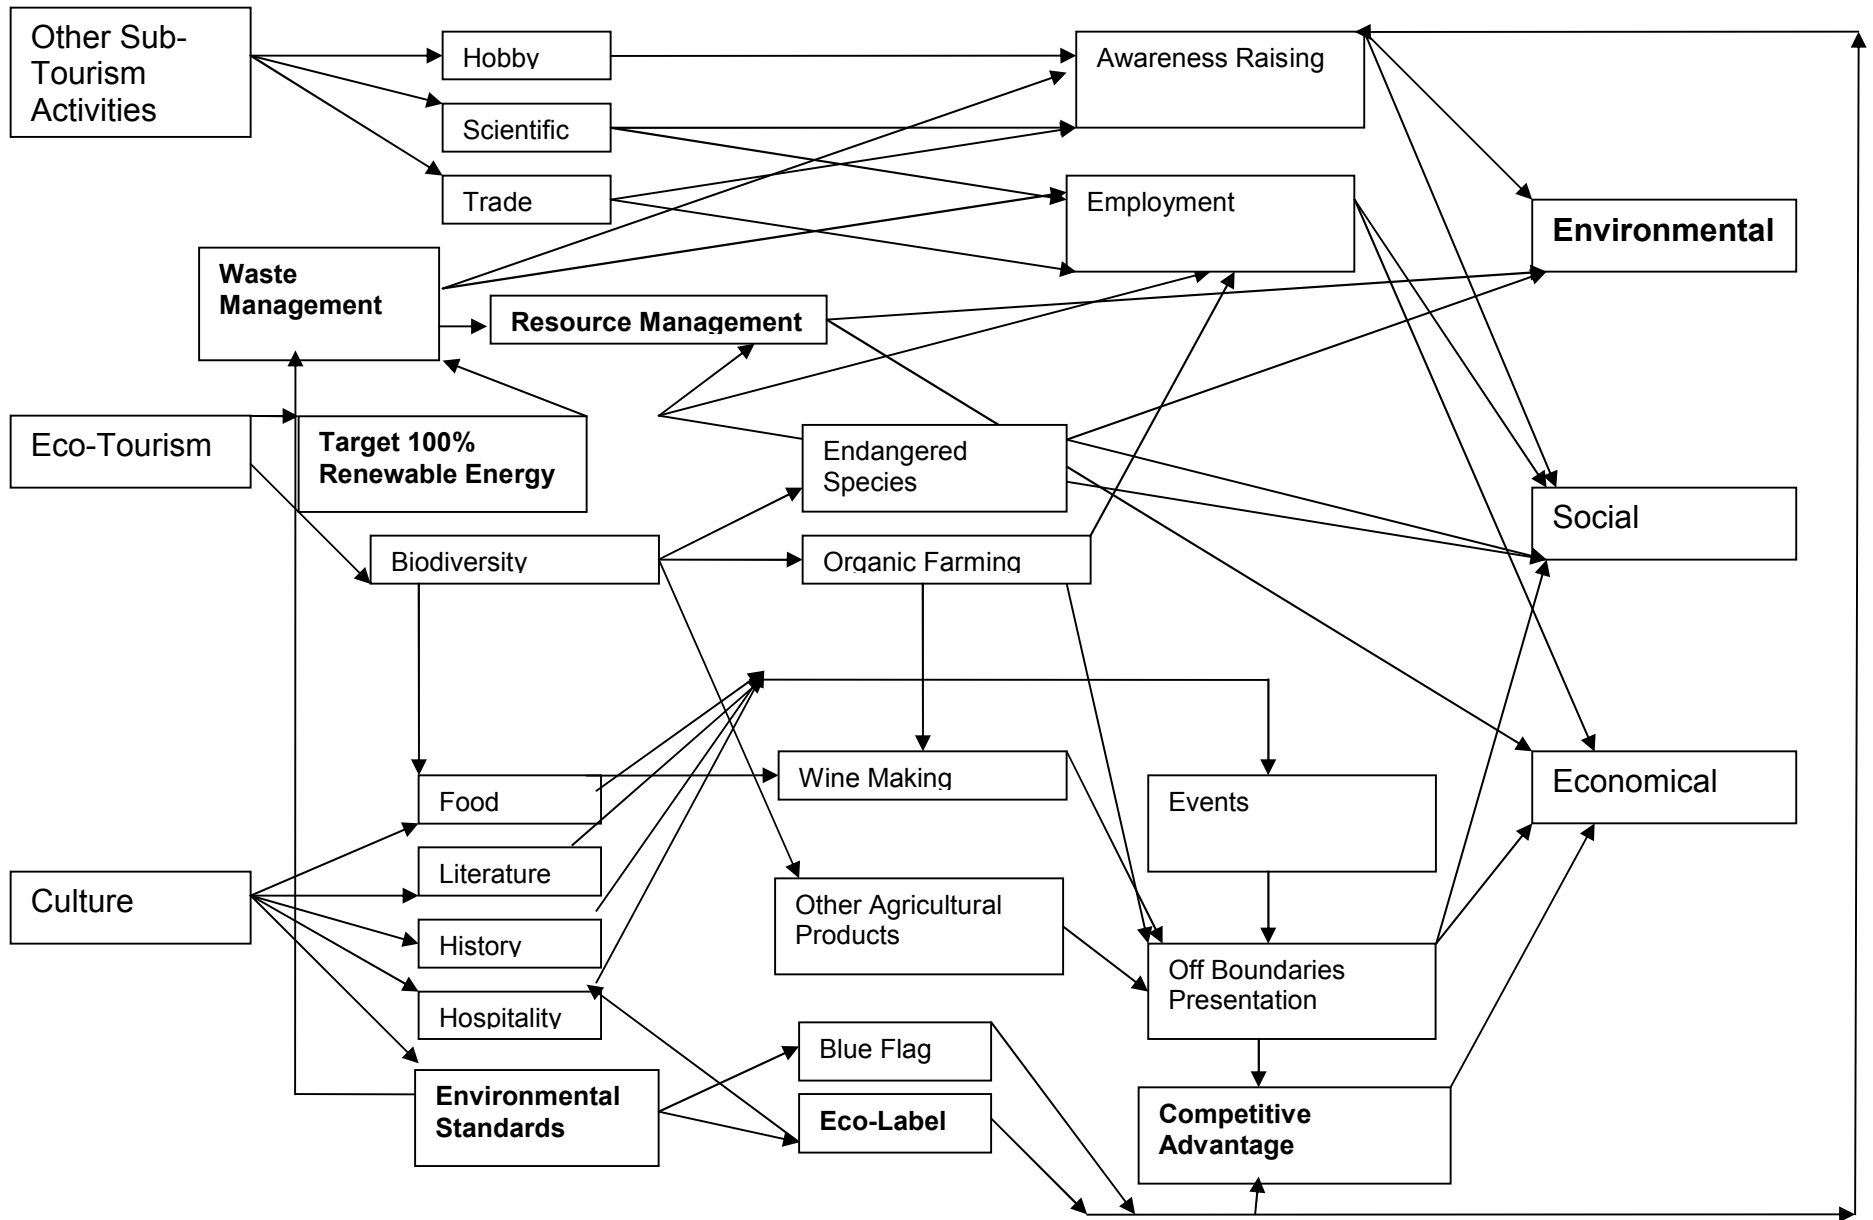 Other Sub-
Tourism
Activities
Hobby
Awareness Raising
Scientific
Trade
Employment
Environmental
Waste
Management
Resource Management
Eco-Tourism
Target 100%
Renewable Energy
Endangered
Species
Social
Biodiversity
Organic Farming
Food
Wine Making
Events
Economical
Literature
Culture
Other Agricultural
Products
History
Off Boundaries
Presentation
Hospitality
Blue Flag
Environmental
Standards
Eco-Label
Competitive
Advantage